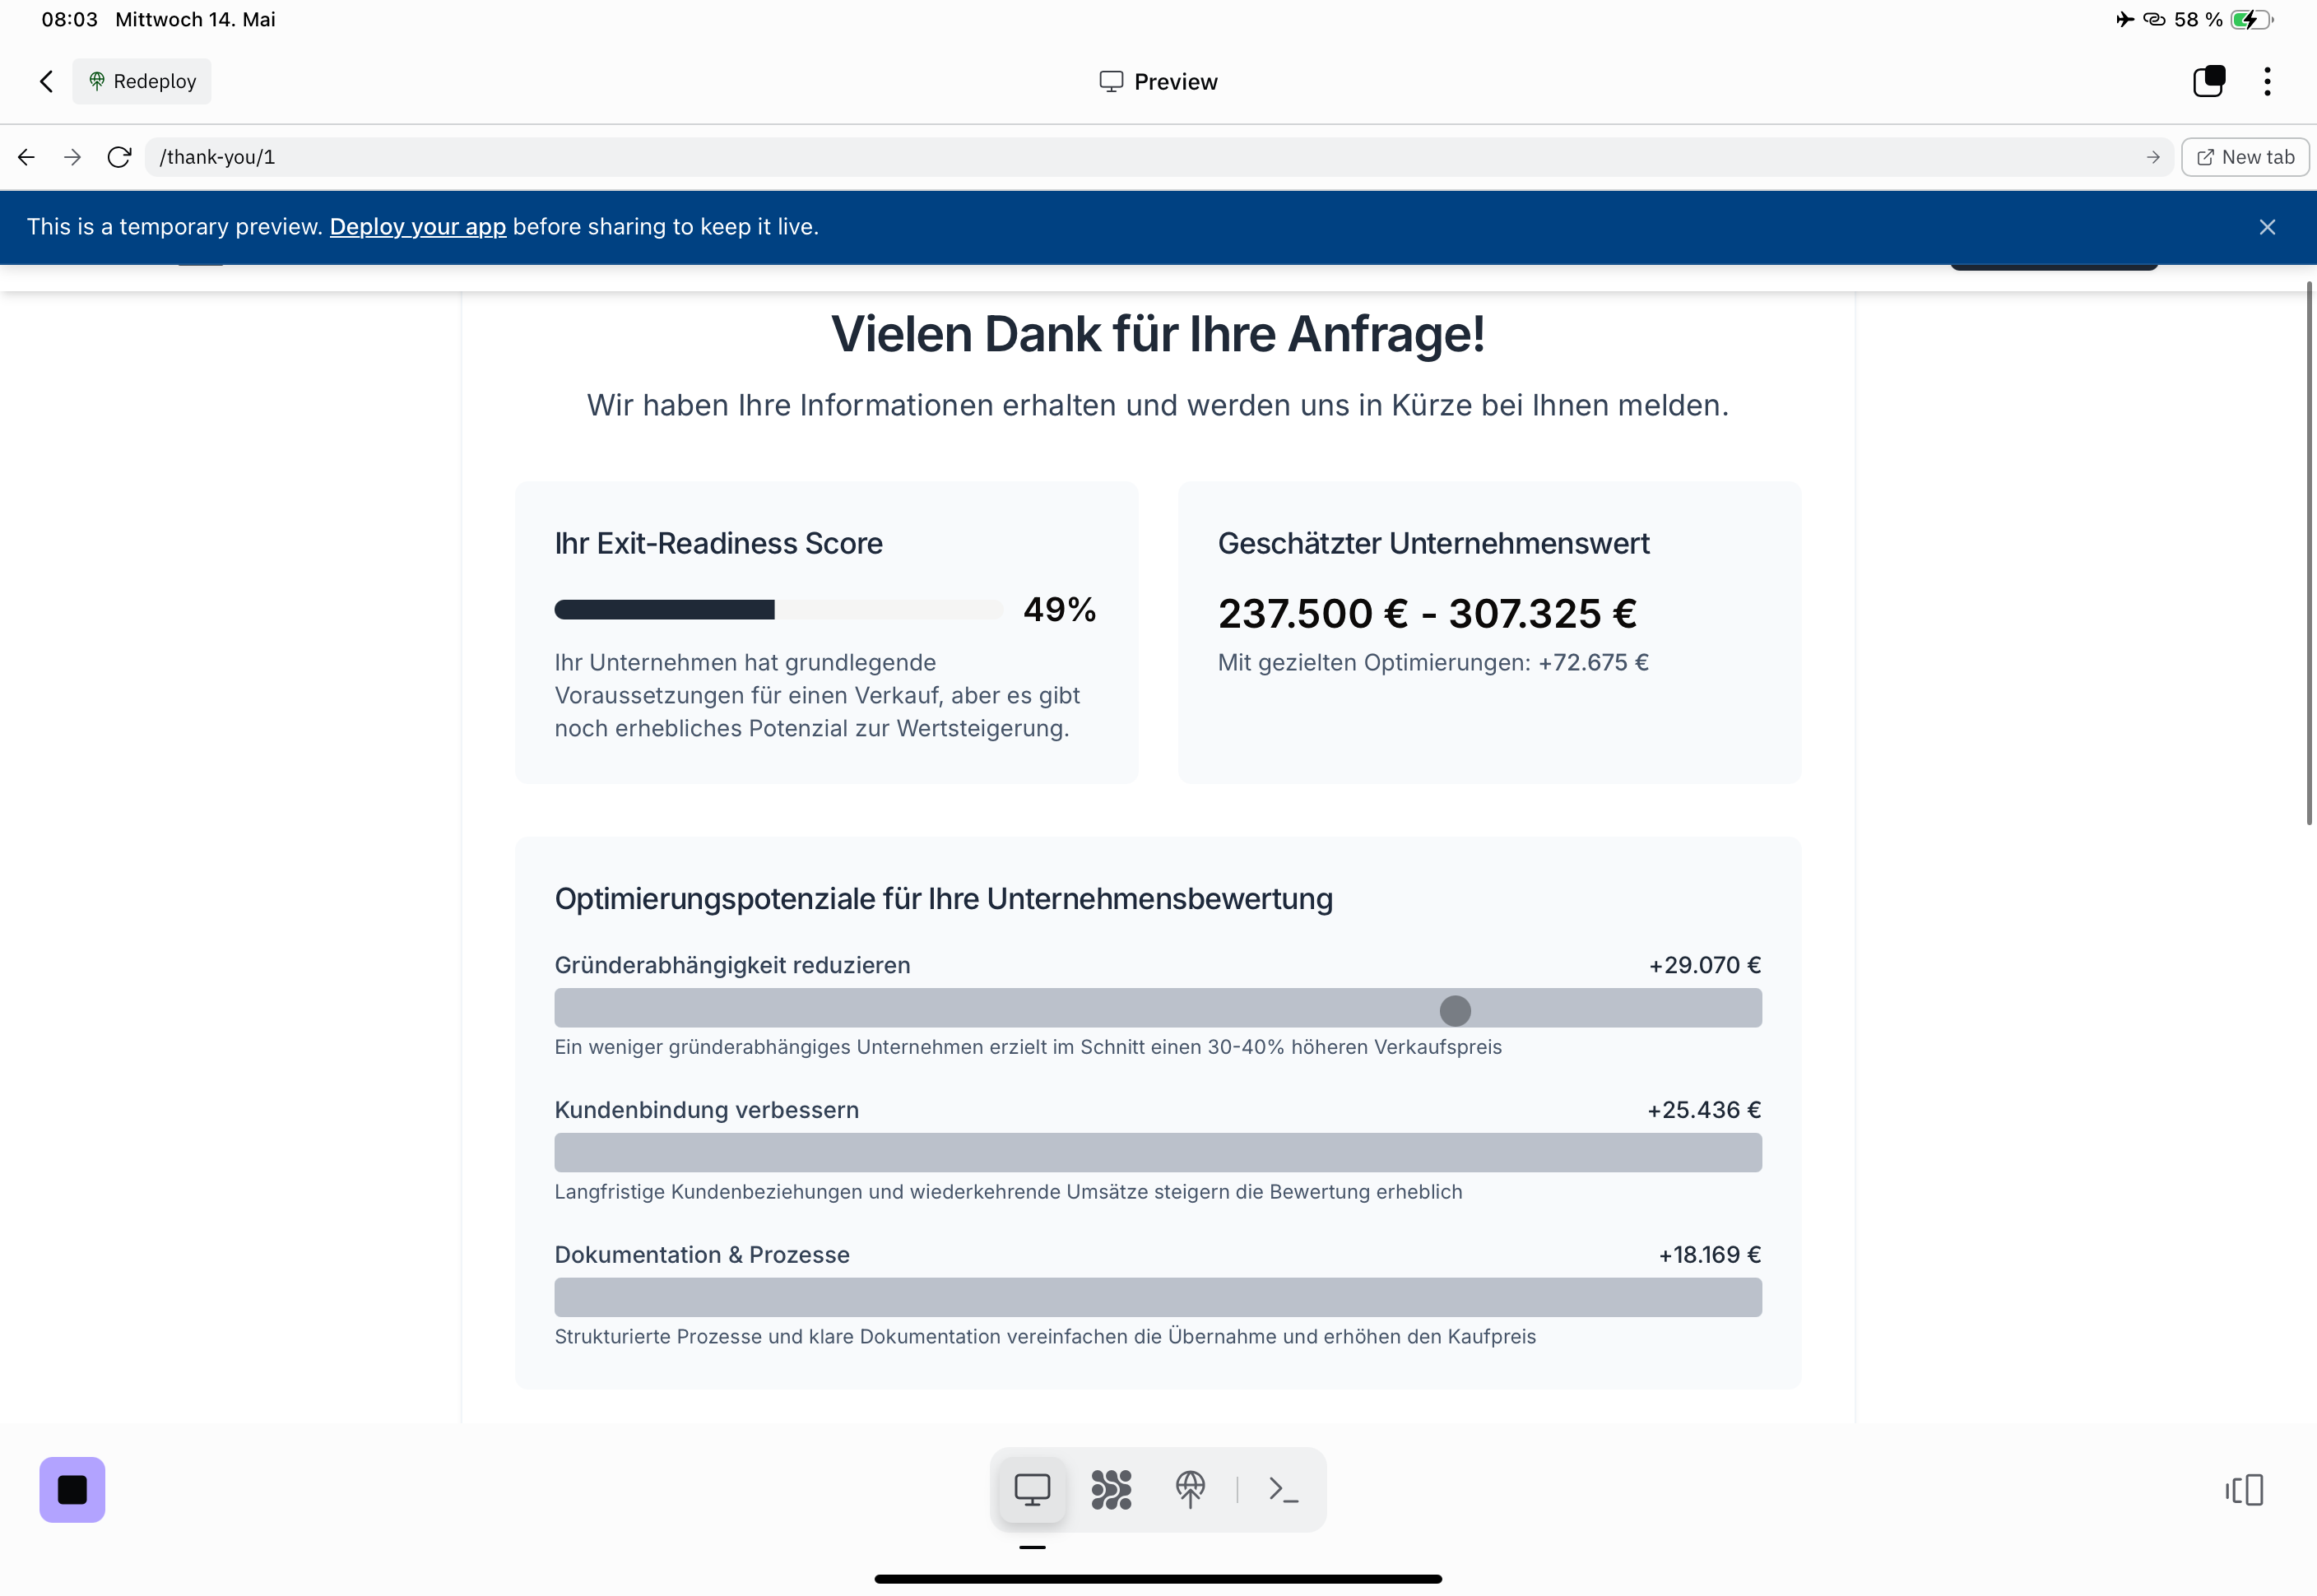 08:03 Mittwoch 14. Mai
58 %
Redeploy
Preview
/thank-you/1
New tab
This is a temporary preview. Deploy your app before sharing to keep it live.
Vielen Dank für Ihre Anfrage!
Wir haben Ihre Informationen erhalten und werden uns in Kürze bei Ihnen melden.
Ihr Exit-Readiness Score
49%
Ihr Unternehmen hat grundlegende
Voraussetzungen für einen Verkauf, aber es gibt
noch erhebliches Potenzial zur Wertsteigerung.
Geschätzter Unternehmenswert
237.500 € - 307.325 €
Mit gezielten Optimierungen: +72.675 €
Optimierungspotenziale für Ihre Unternehmensbewertung
Gründerabhängigkeit reduzieren
+29.070 €
Ein weniger gründerabhängiges Unternehmen erzielt im Schnitt einen 30-40% höheren Verkaufspreis
Kundenbindung verbessern
+25.436 €
Langfristige Kundenbeziehungen und wiederkehrende Umsätze steigern die Bewertung erheblich
Dokumentation & Prozesse
+18.169 €
Strukturierte Prozesse und klare Dokumentation vereinfachen die Übernahme und erhöhen den Kaufpreis